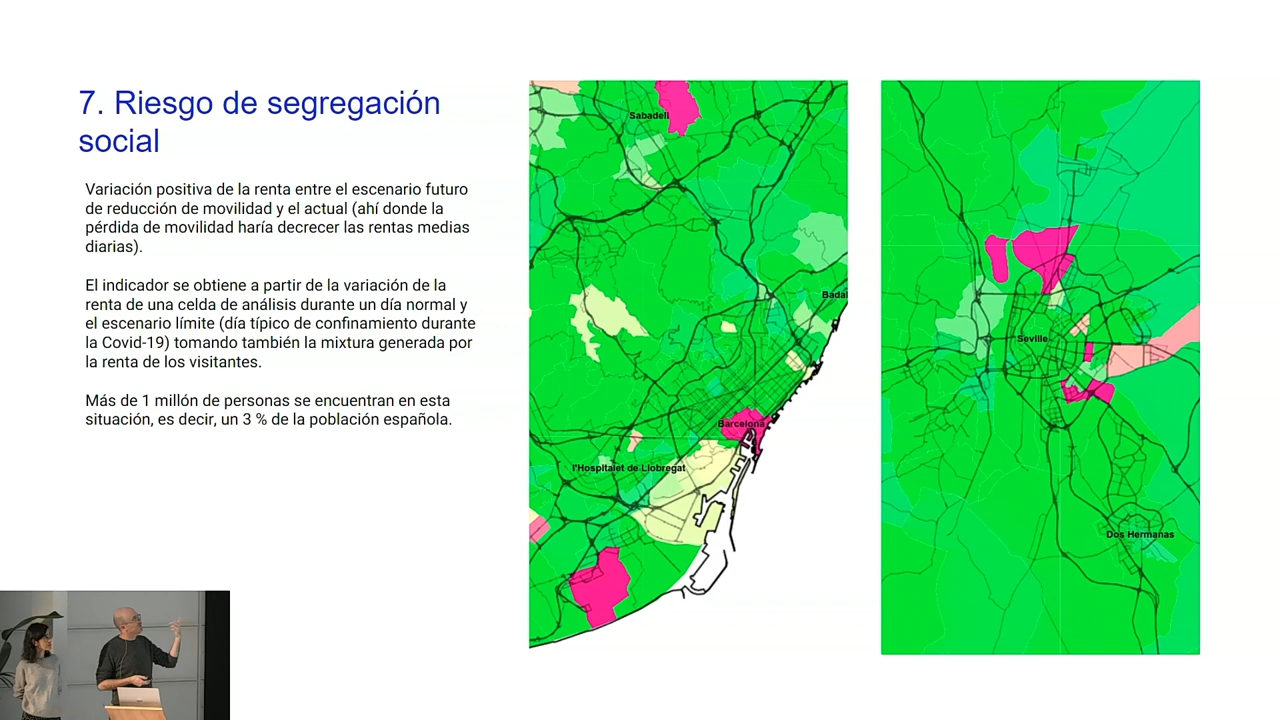 7. Riesgo de segregación
social
Variación positiva de la renta entre el escenario futuro
de reducción de movilidad y el actual (ahí donde la
pérdida de movilidad haría decrecer las rentas medias
diarias).
El indicador se obtiene a partir de la variación de la
renta de una celda de análisis durante un día normal y
el escenario límite (día típico de confinamiento durante
la Covid-19) tomando también la mixtura generada por
la renta de los visitantes.
Más de 1 millón de personas se encuentran en esta
situación, es decir, un 3 % de la población española.
Sabadell
Badal
Barcelona
l'Hospitalet de Llobregat
Seville
Dos Hermanas